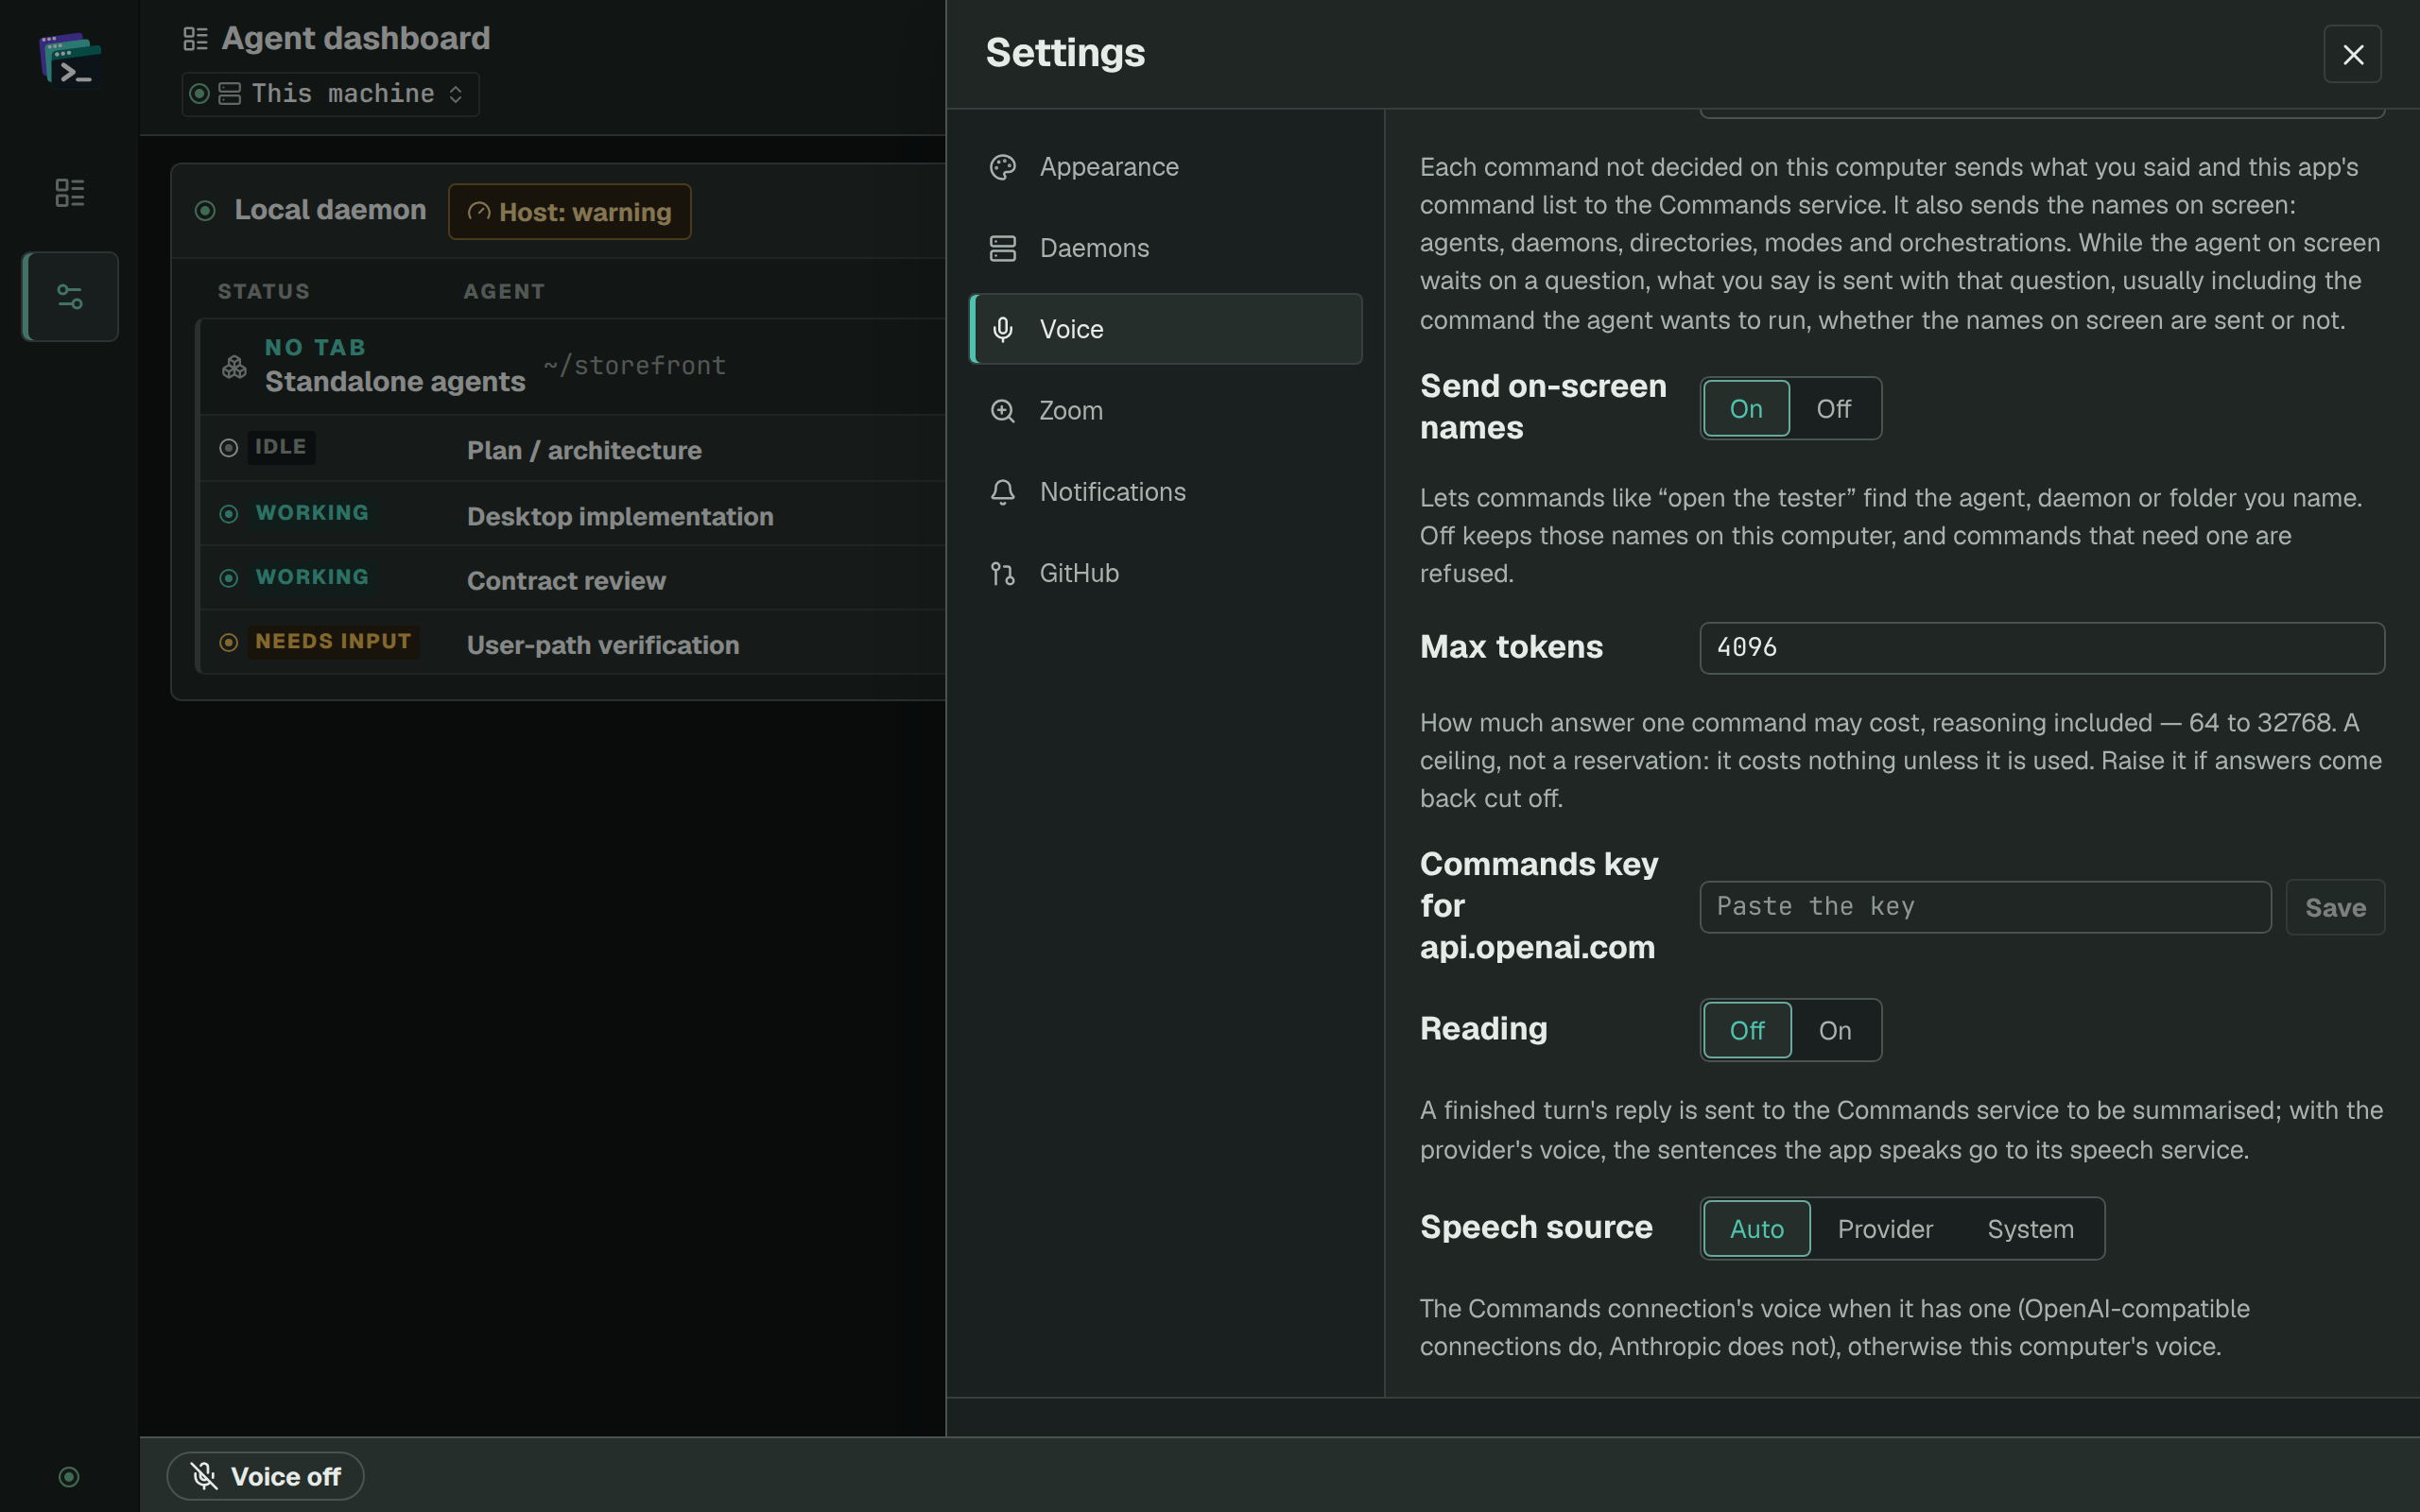 Agent dashboard
This machine
Local daemon
Host: warning
STATUS
AGENT
NO TAB
Standalone agents
~/storefront
IDLE
Plan / architecture
WORKING
Desktop implementation
WORKING
Contract review
NEEDS INPUT
User-path verification
Voice off
Settings
Appearance
Daemons
Voice
Zoom
Notifications
GitHub
Each command not decided on this computer sends what you said and this app's
command list to the Commands service. It also sends the names on screen:
agents, daemons, directories, modes and orchestrations. While the agent on screen
waits on a question, what you say is sent with that question, usually including the
command the agent wants to run, whether the names on screen are sent or not.
Send on-screen
names
On
Off
Lets commands like “open the tester” find the agent, daemon or folder you name.
Off keeps those names on this computer, and commands that need one are
refused.
Max tokens
4096
How much answer one command may cost, reasoning included — 64 to 32768. A
ceiling, not a reservation: it costs nothing unless it is used. Raise it if answers come
back cut off.
Commands key
for
api.openai.com
Paste the key
Save
Reading
Off
On
A finished turn's reply is sent to the Commands service to be summarised; with the
provider's voice, the sentences the app speaks go to its speech service.
Speech source
Auto
Provider
System
The Commands connection's voice when it has one (OpenAI-compatible
connections do, Anthropic does not), otherwise this computer's voice.